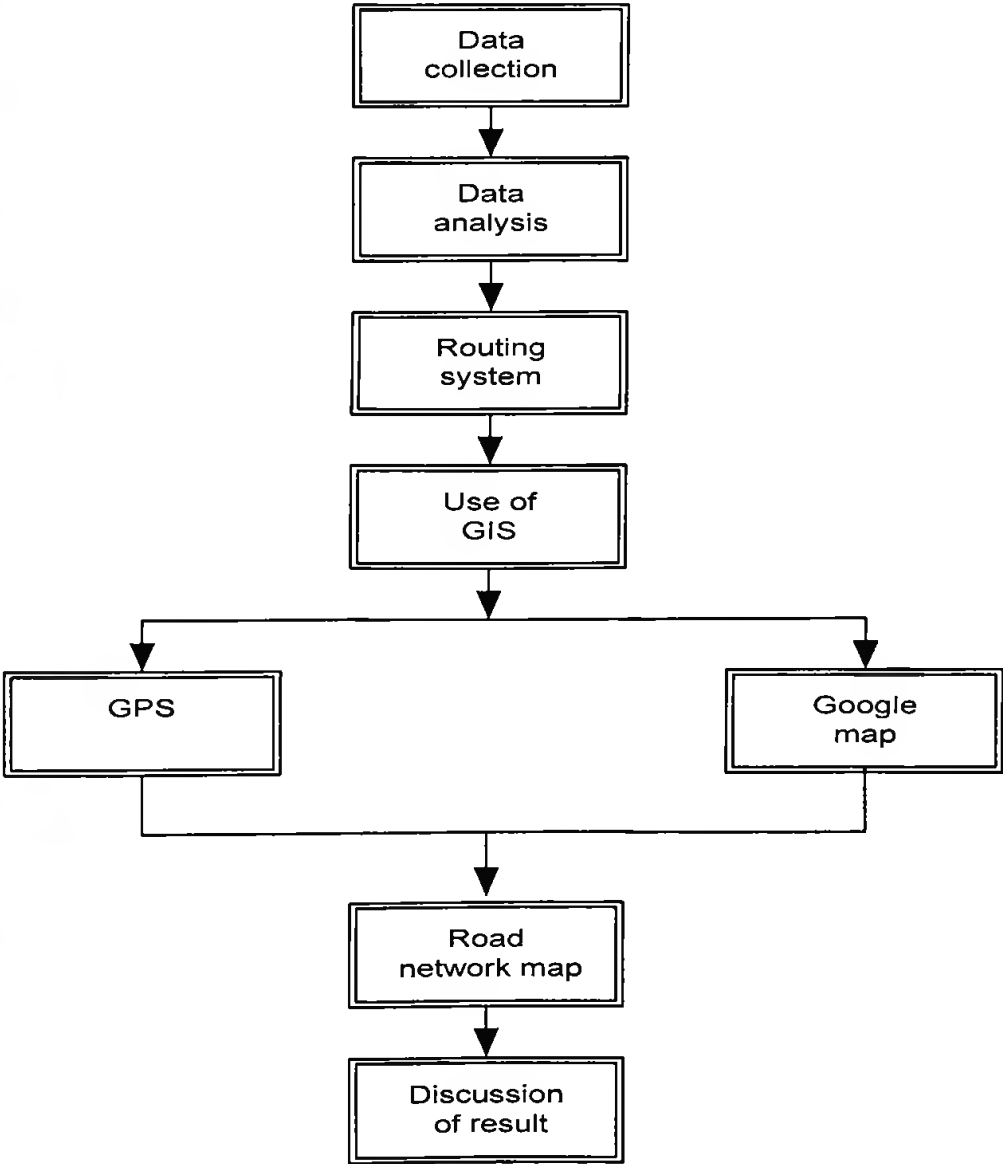 Data
collection
Data
analysis
Routing
system
Use of
GIS
GPS
Google
map
Road
network map
Discussion
of result